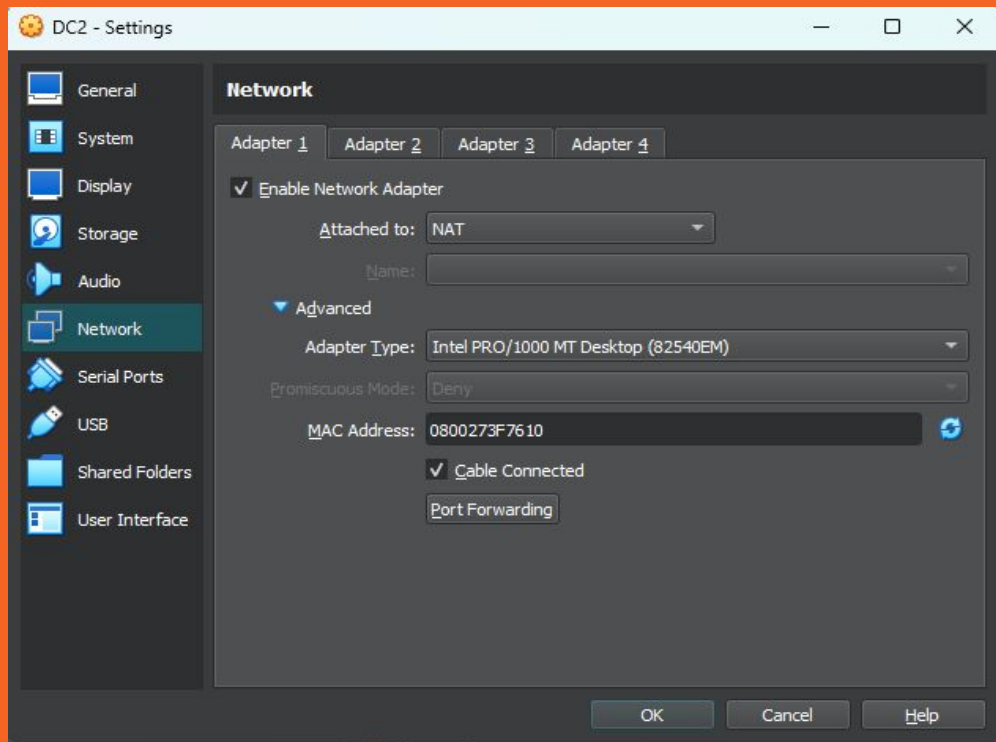 DC2 - Settings
General
System
Display
Storage
Audio
Network
Serial Ports
USB
Shared Folders
User Interface
Network
Adapter 1 Adapter 2 Adapter 3 Adapter 4
Enable Network Adapter
Attached to: NAT
Name:
Advanced
Adapter Type: Intel PRO/1000 MT Desktop (82540EM)
Promiscuous Mode: Deny
MAC Address: 0800273F7610
Cable Connected
Port Forwarding
OK Cancel Help